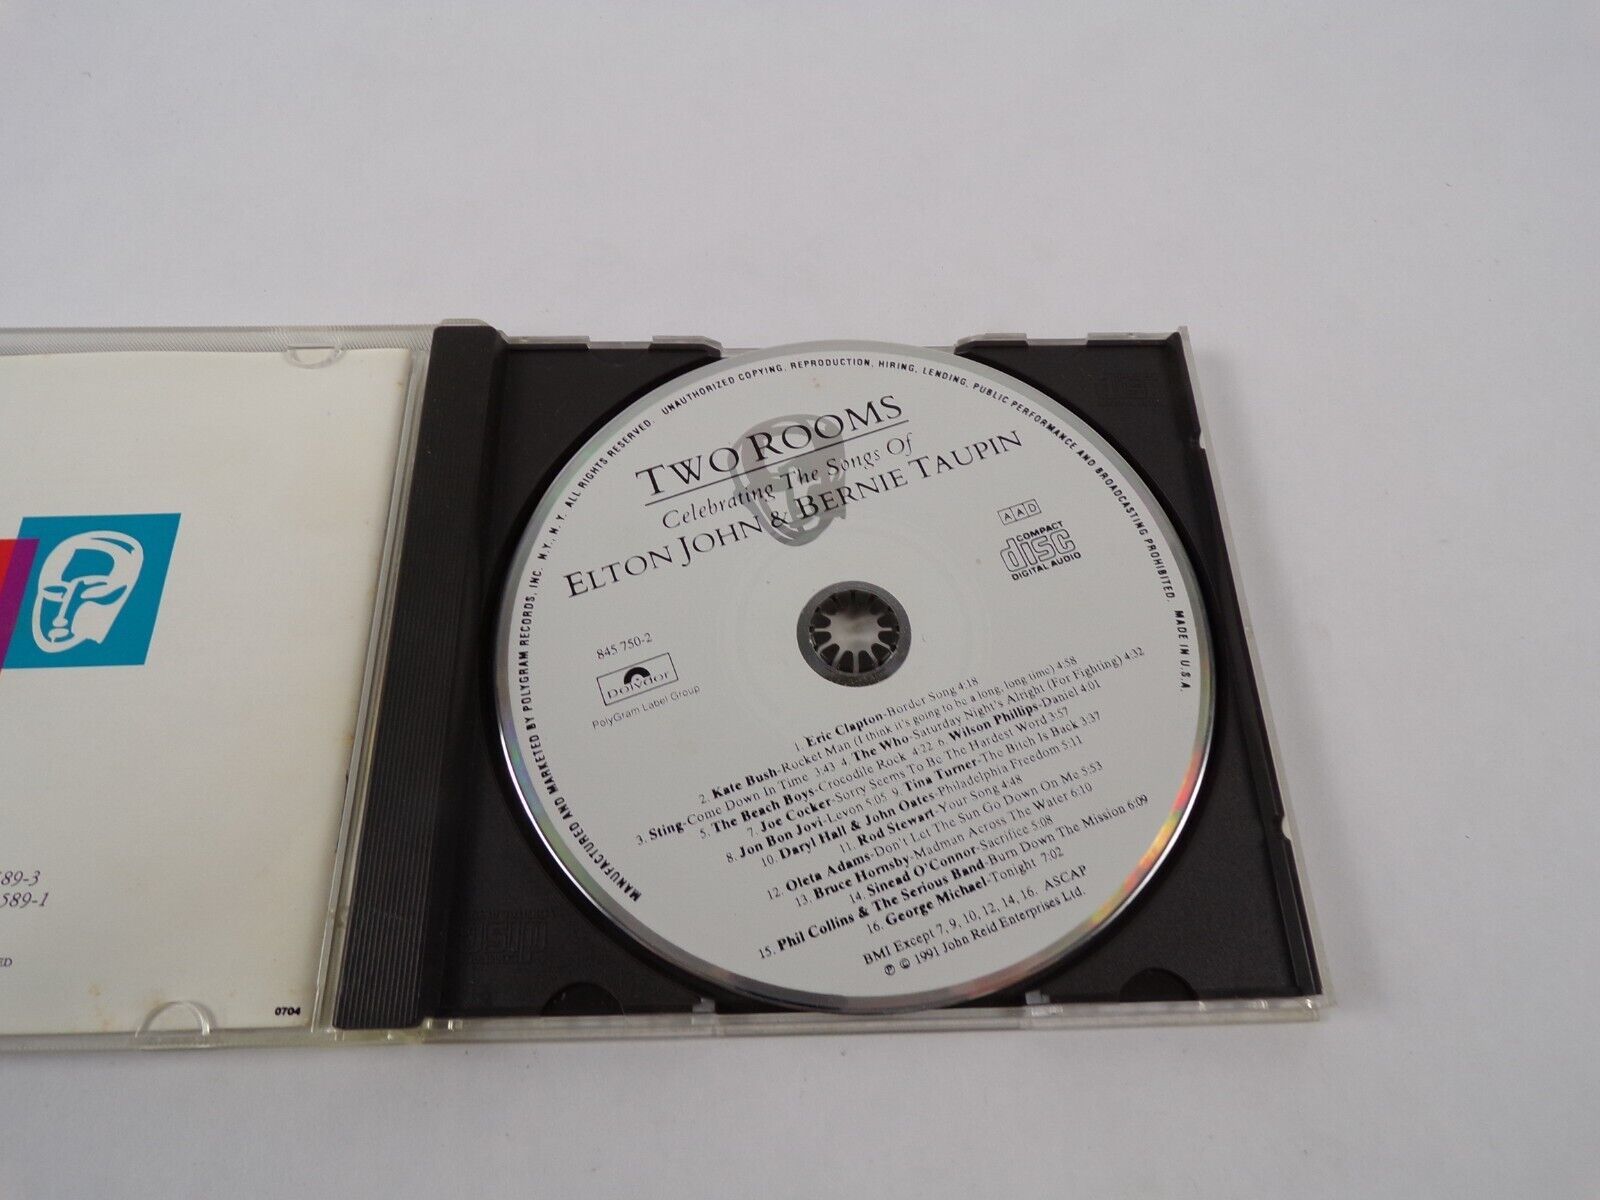 589-1
ED
0704
MANUFACTURED AND MARKETED BY POLYGRAM RECORDS, INC. N.Y., N.Y. ALL RIGHTS RESERVED. UNAUTHORIZED COPYING, REPRODUCTION, HIRING, LENDING, PUBLIC PERFORMANCE AND BROADCASTING PROHIBITED. MADE IN U.S.A.
TWO ROOMS
Celebrating The Songs Of
ELTON JOHN & BERNIE TAUPIN
AAD
COMPACT
disc
DIGITAL AUDIO
845 750-2
polydor
PolyGram Label Group
1. Eric Clapton-Border Song 4:18
2. Kate Bush-Rocket Man (I think it's going to be a long, long time) 4:58
3. Sting-Come Down In Time 3:43 4. The Who-Saturday Night's Alright (For Fighting) 4:32
5. The Beach Boys-Crocodile Rock 4:22 6. Wilson Phillips-Daniel 4:01
7. Joe Cocker-Sorry Seems To Be The Hardest Word 3:57
8. Jon Bon Jovi-Levon 5:05 9. Tina Turner-The Bitch Is Back 3:37
10. Daryl Hall & John Oates-Philadelphia Freedom 5:11
11. Rod Stewart-Your Song 4:48
12. Oleta Adams-Don't Let The Sun Go Down On Me 5:53
13. Bruce Hornsby-Madman Across The Water 6:10
14. Sinead O'Connor-Sacrifice 5:08
15. Phil Collins & The Serious Band-Burn Down The Mission 6:09
16. George Michael-Tonight 7:02
BMI Except 7, 9, 10, 12, 14, 16. ASCAP
℗ © 1991 John Reid Enterprises Ltd.